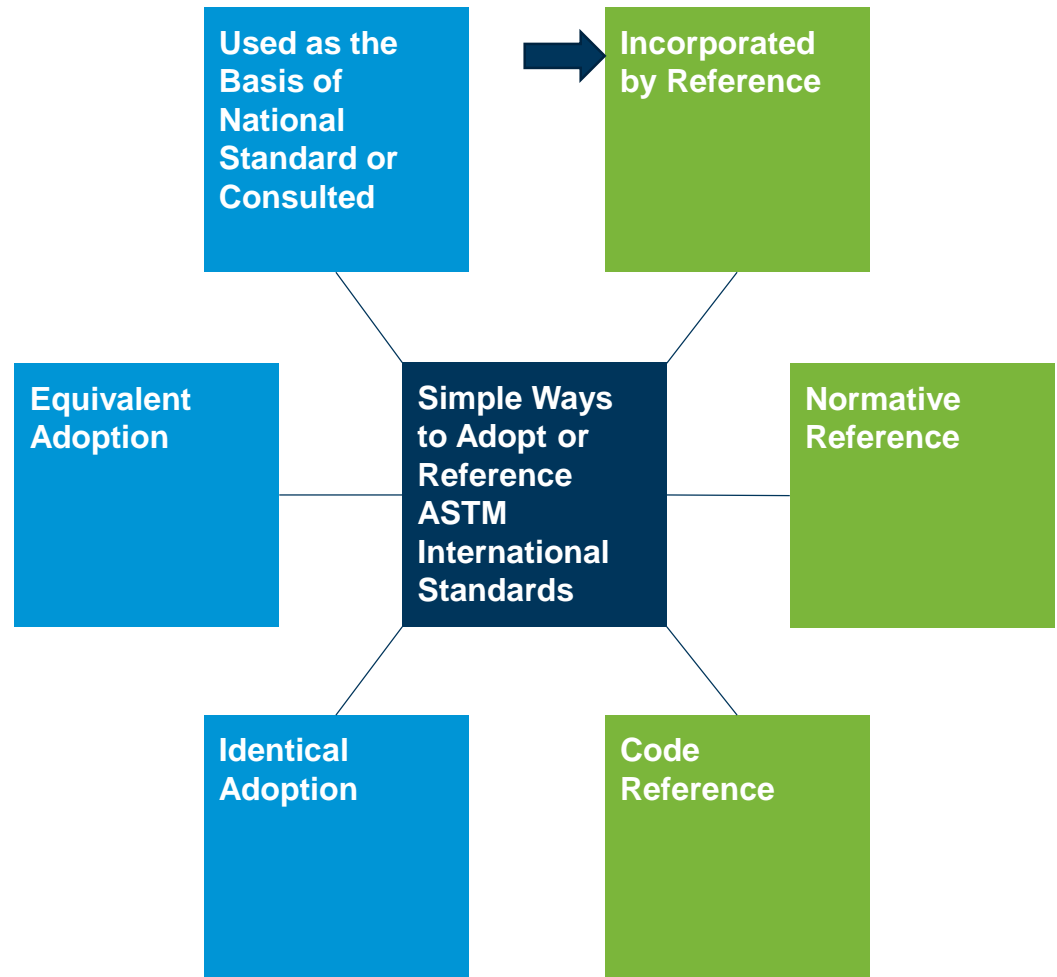 Used as the
Basis of
National
Standard or
Consulted
Incorporated
by Reference
Equivalent
Adoption
Simple Ways
to Adopt or
Reference
ASTM
International
Standards
Normative
Reference
Identical
Adoption
Code
Reference